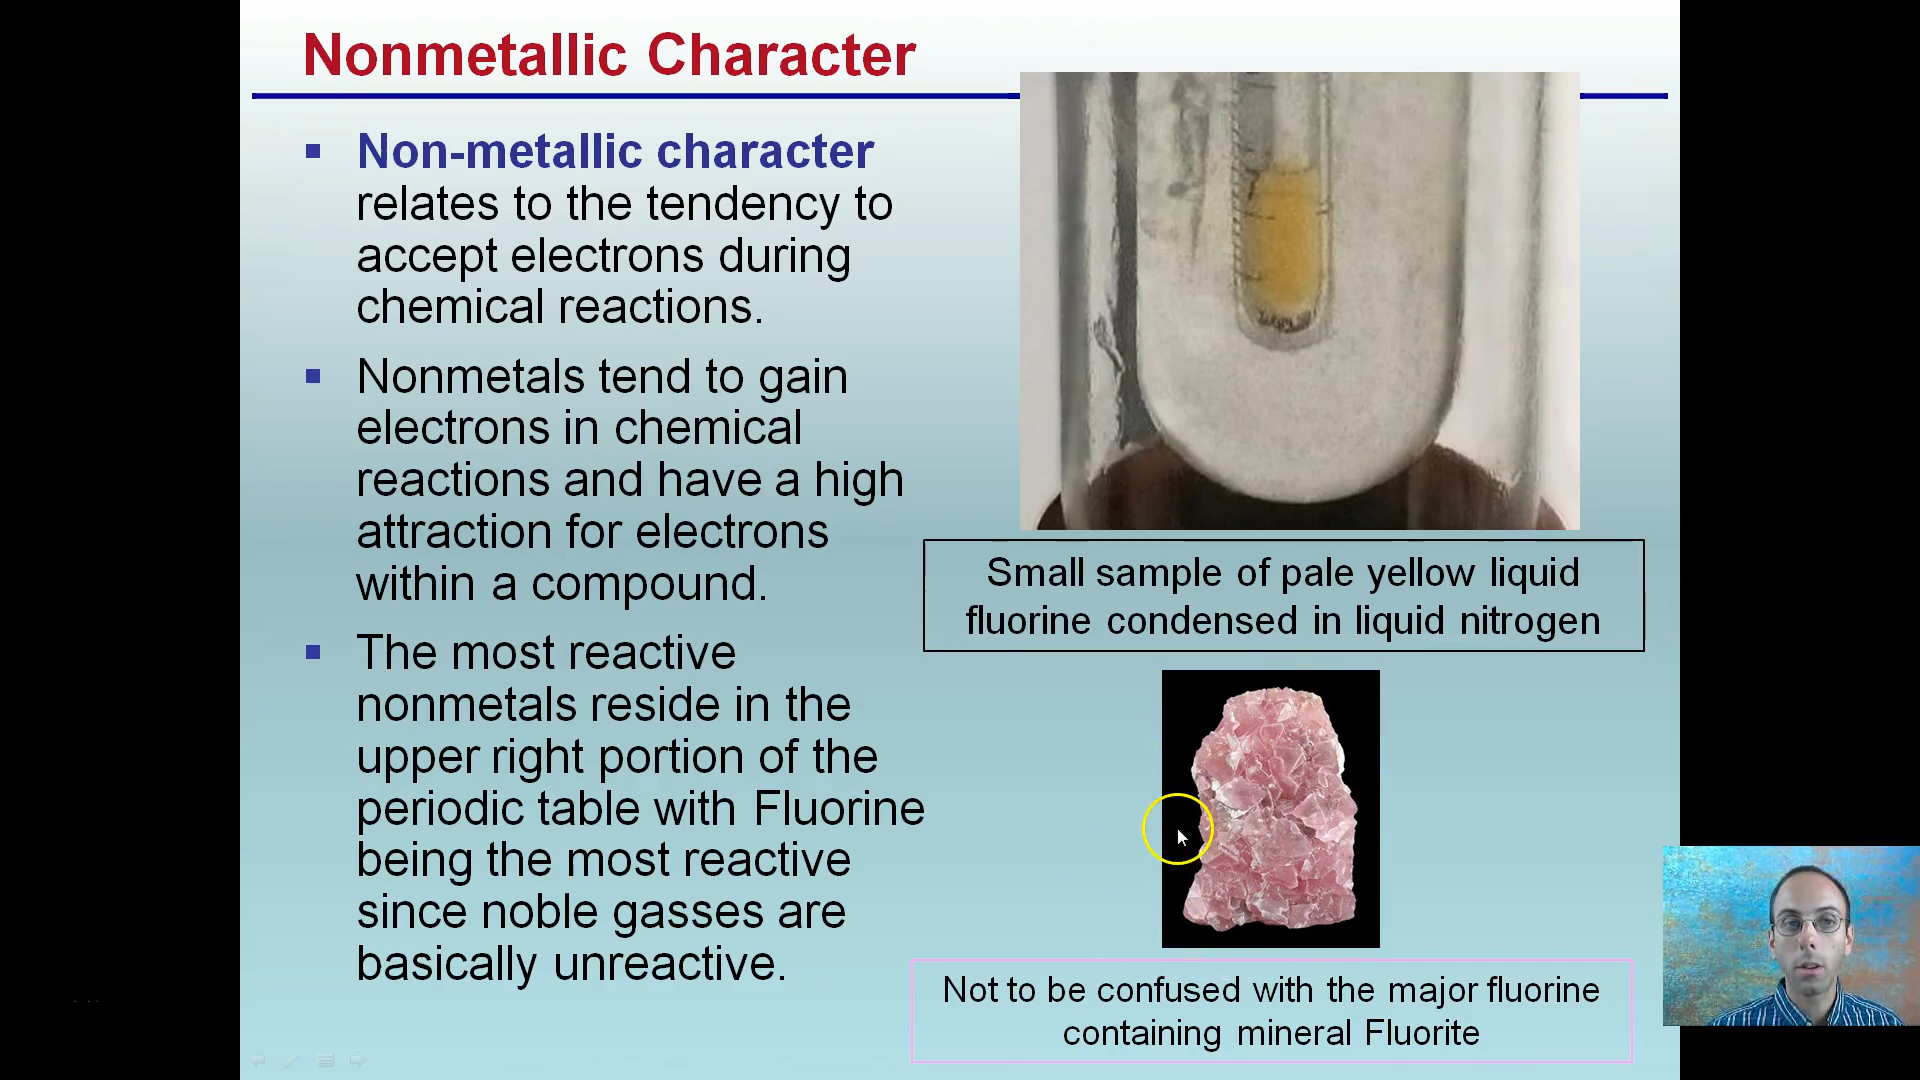 Nonmetallic Character
Non-metallic character
relates to the tendency to
accept electrons during
chemical reactions.
Nonmetals tend to gain
electrons in chemical
reactions and have a high
attraction for electrons
within a compound.
The most reactive
nonmetals reside in the
upper right portion of the
periodic table with Fluorine
being the most reactive
since noble gasses are
basically unreactive.
Small sample of pale yellow liquid
fluorine condensed in liquid nitrogen
Not to be confused with the major fluorine
containing mineral Fluorite